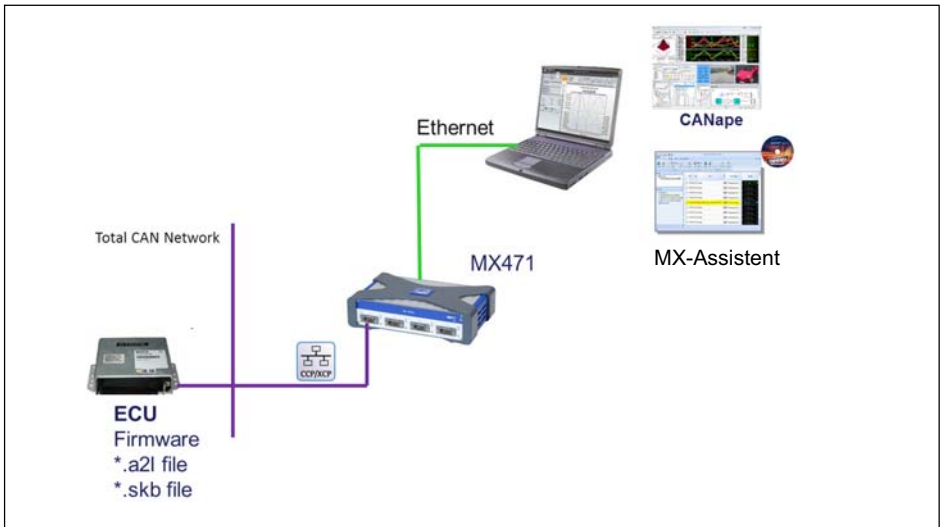 Ethernet
CANape
Total CAN Network
MX471
MX-Assistent
CCP/XCP
ECU
Firmware
*.a2l file
*.skb file